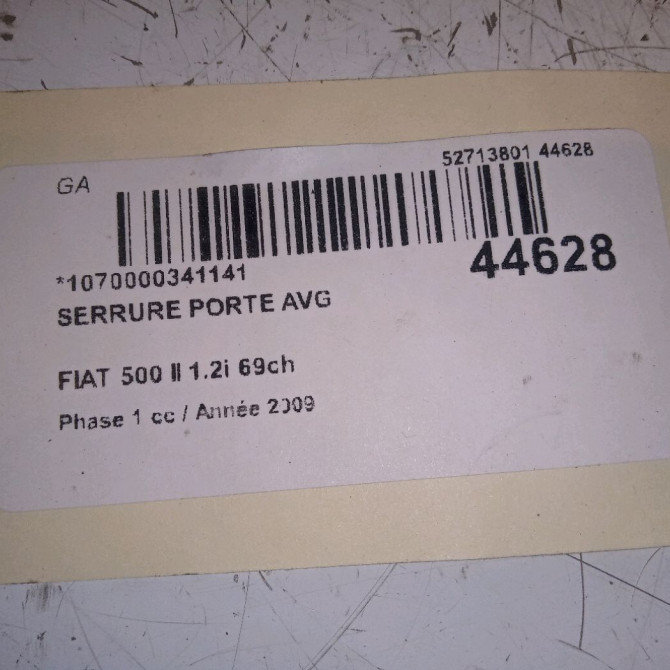 GA
52713801 44628
*1070000341141
44628
SERRURE PORTE AVG
FIAT 500 II 1.2i 69ch
Phase 1 cc / Année 2009